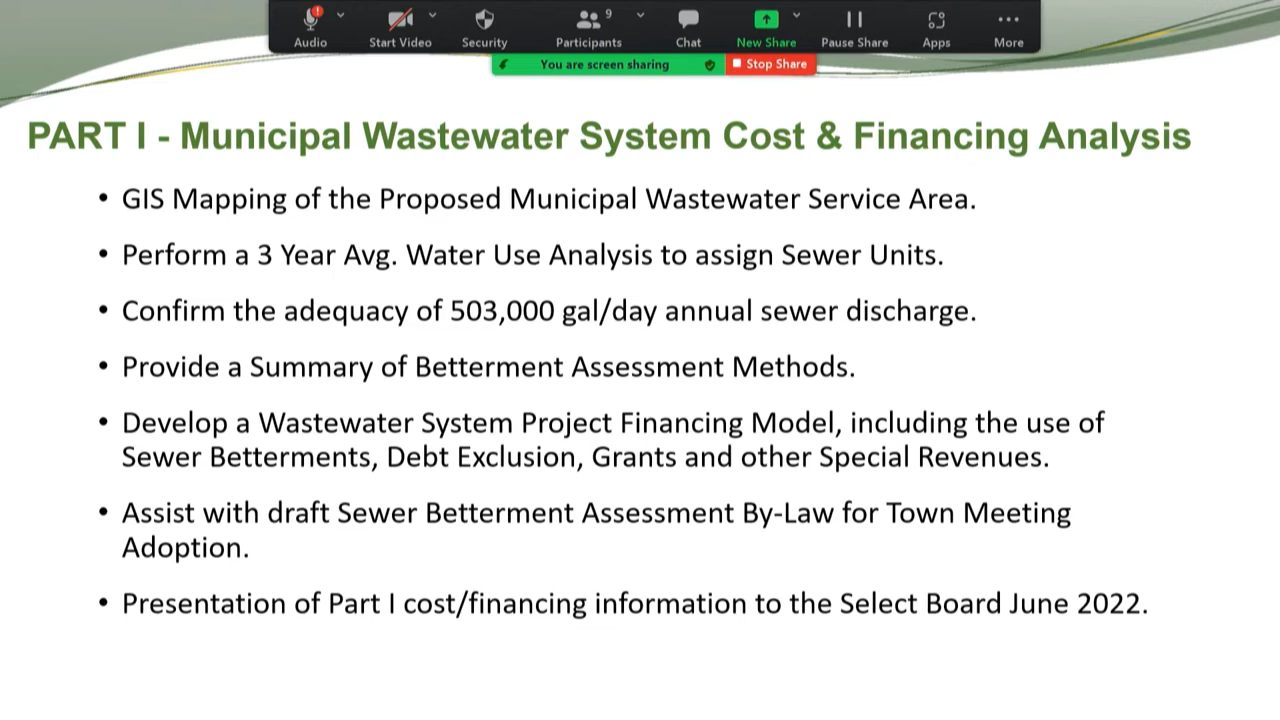 9
Audio
Start Video
Security
Participants
Chat
New Share
Pause Share
Apps
More
You are screen sharing
Stop Share
PART I - Municipal Wastewater System Cost & Financing Analysis
• GIS Mapping of the Proposed Municipal Wastewater Service Area.
• Perform a 3 Year Avg. Water Use Analysis to assign Sewer Units.
• Confirm the adequacy of 503,000 gal/day annual sewer discharge.
• Provide a Summary of Betterment Assessment Methods.
• Develop a Wastewater System Project Financing Model, including the use of
Sewer Betterments, Debt Exclusion, Grants and other Special Revenues.
• Assist with draft Sewer Betterment Assessment By-Law for Town Meeting
Adoption.
• Presentation of Part I cost/financing information to the Select Board June 2022.